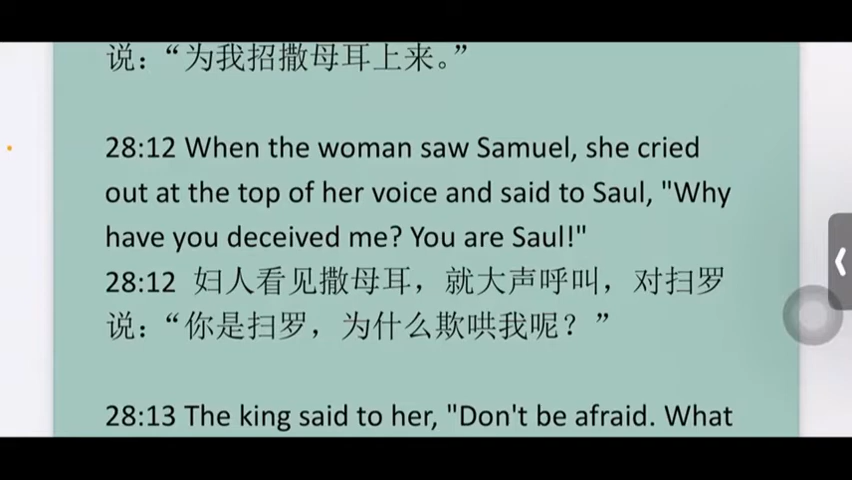 说：“为我招撒母耳上来。”
28:12 When the woman saw Samuel, she cried
out at the top of her voice and said to Saul, "Why
have you deceived me? You are Saul!"
28:12 妇人看见撒母耳，就大声呼叫，对扫罗
说：“你是扫罗，为什么欺哄我呢？”
28:13 The king said to her, "Don't be afraid. What